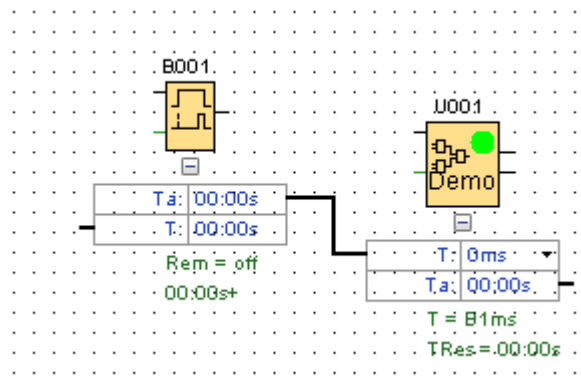 B001
U001
Demo
Ta: 00:00s
T: 00:00s
Rem = off
00:00s+
T: 0ms
Ta: 00:00s
T = B1ms
TRes = 00:00s